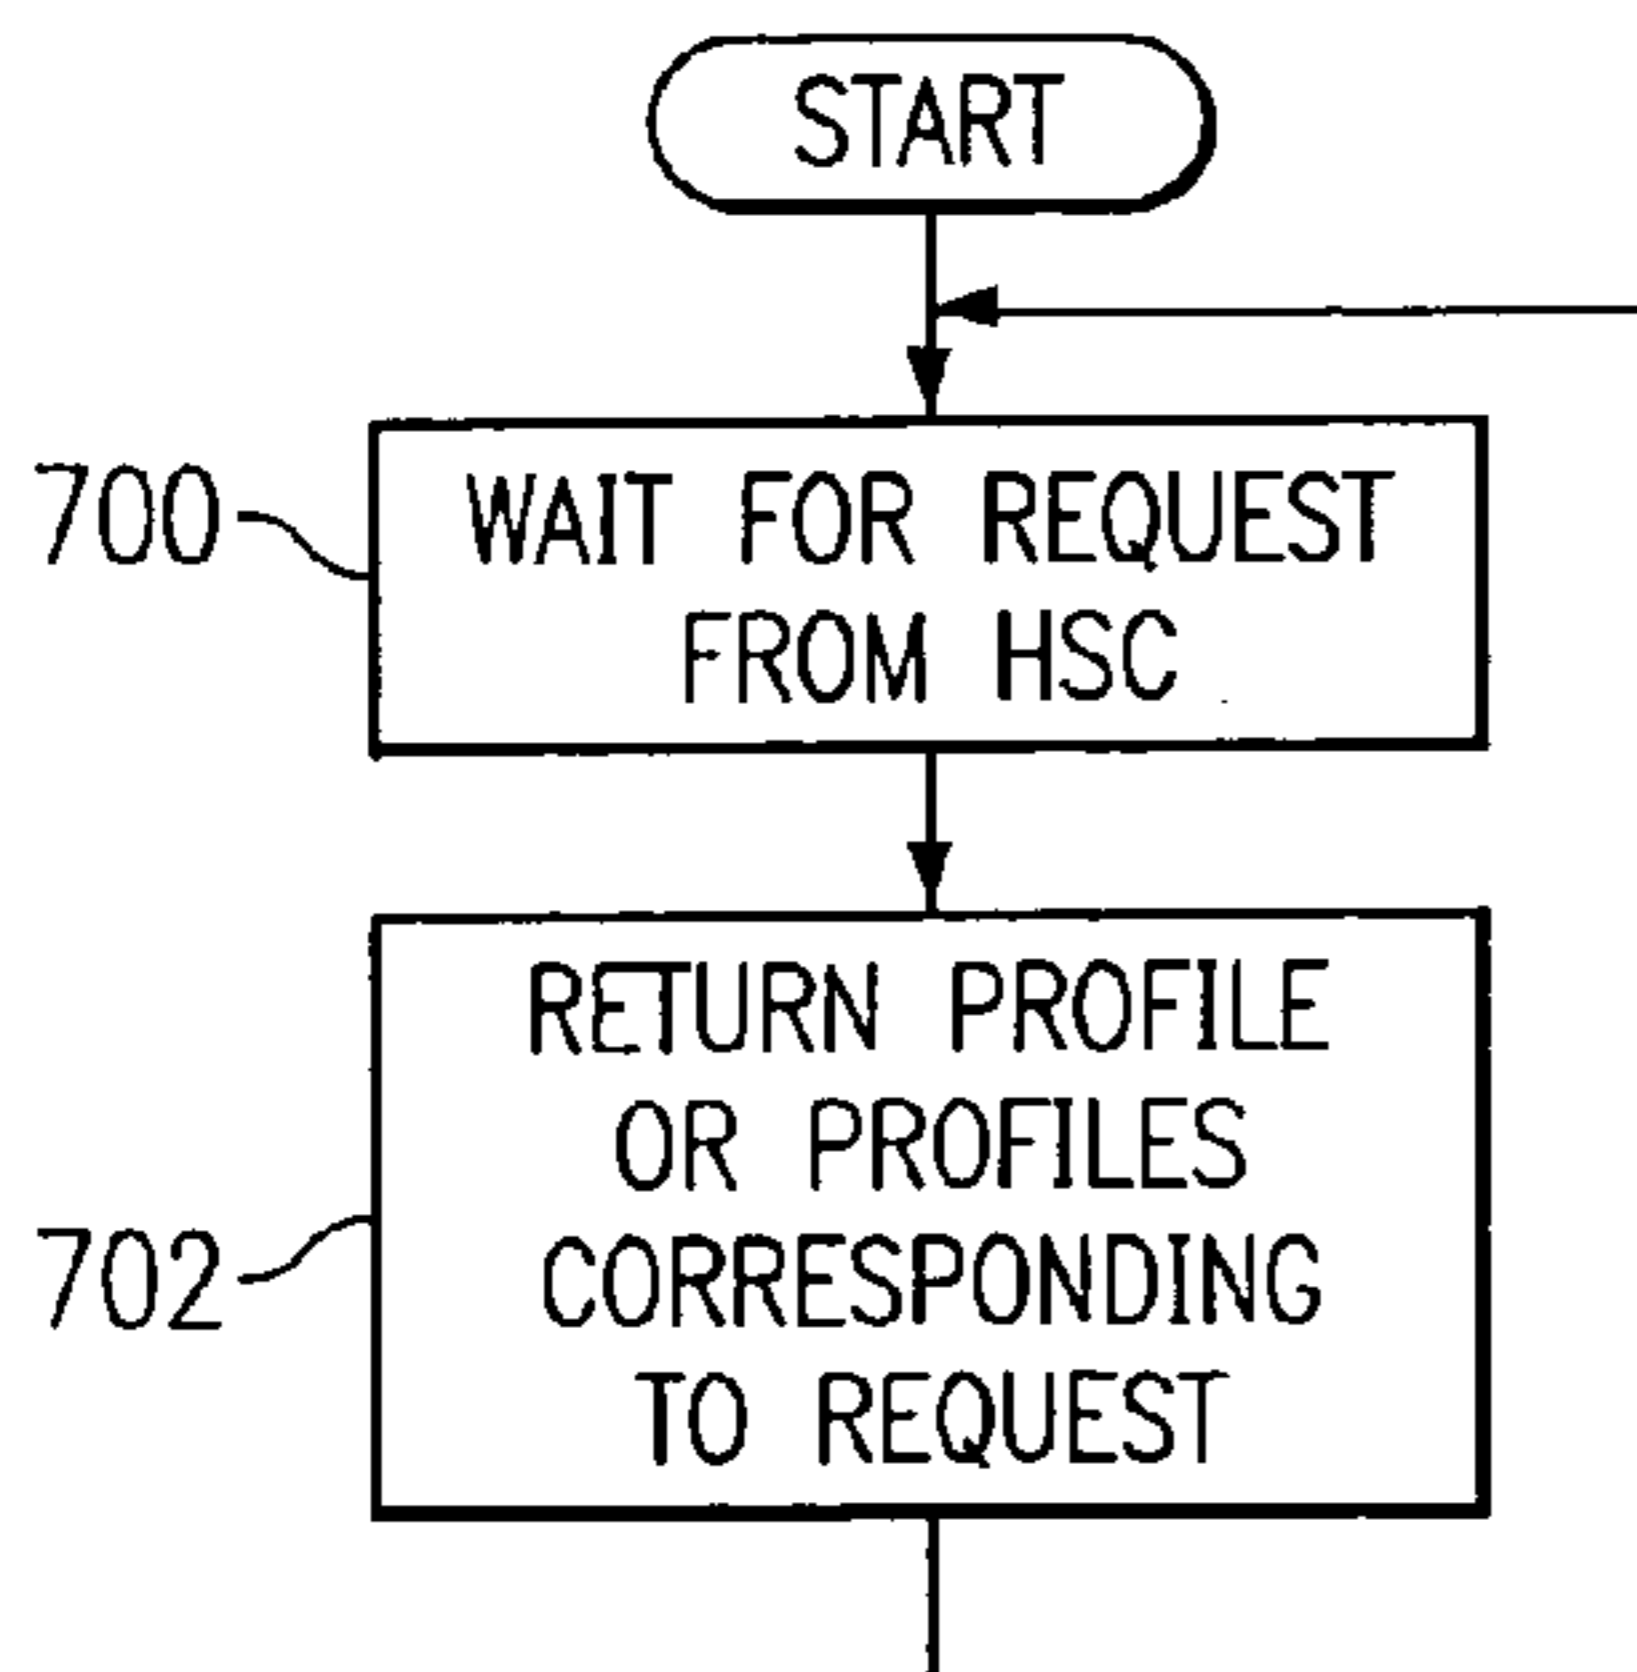 START
700
WAIT FOR REQUEST
FROM HSC
RETURN PROFILE
OR PROFILES
702
CORRESPONDING
TO REQUEST